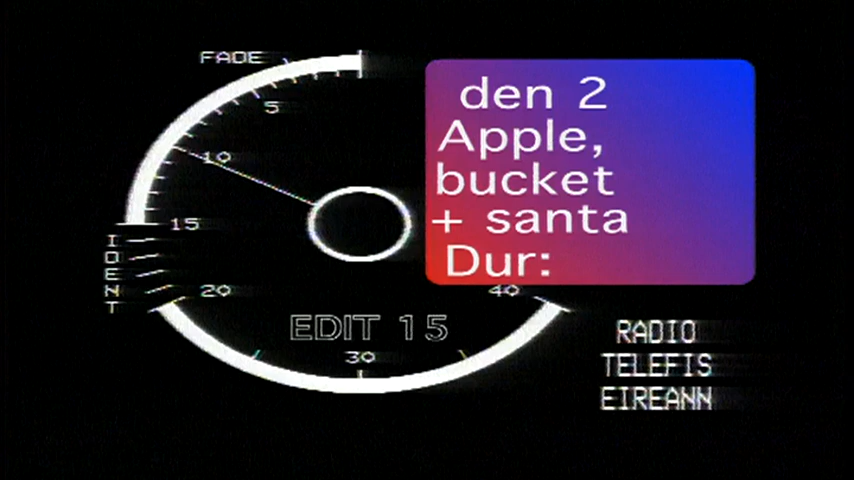 FADE
5
10
15
IDENT
20
30
40
EDIT 15
den 2
Apple,
bucket
+ santa
Dur:
RADIO
TELEFIS
EIREANN